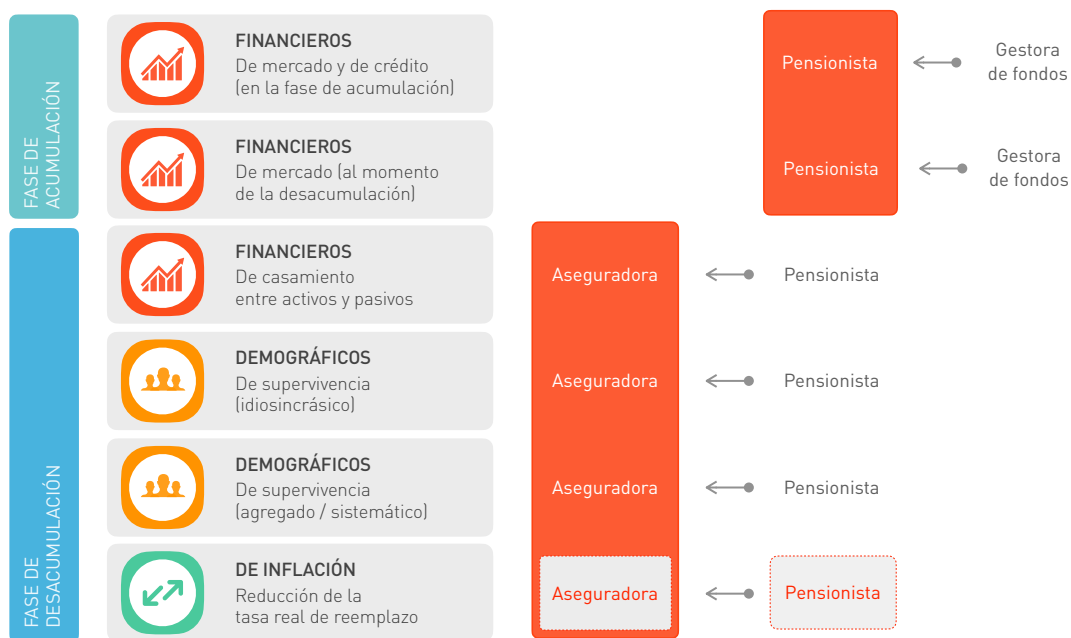 FASE DE
ACUMULACIÓN
FINANCIEROS
De mercado y de crédito
(en la fase de acumulación)
Pensionista
Gestora
de fondos
FINANCIEROS
De mercado (al momento
de la desacumulación)
Pensionista
Gestora
de fondos
FASE DE
DESACUMULACIÓN
FINANCIEROS
De casamiento
entre activos y pasivos
Aseguradora
Pensionista
DEMOGRÁFICOS
De supervivencia
(idiosincrásico)
Aseguradora
Pensionista
DEMOGRÁFICOS
De supervivencia
(agregado / sistemático)
Aseguradora
Pensionista
DE INFLACIÓN
Reducción de la
tasa real de reemplazo
Aseguradora
Pensionista